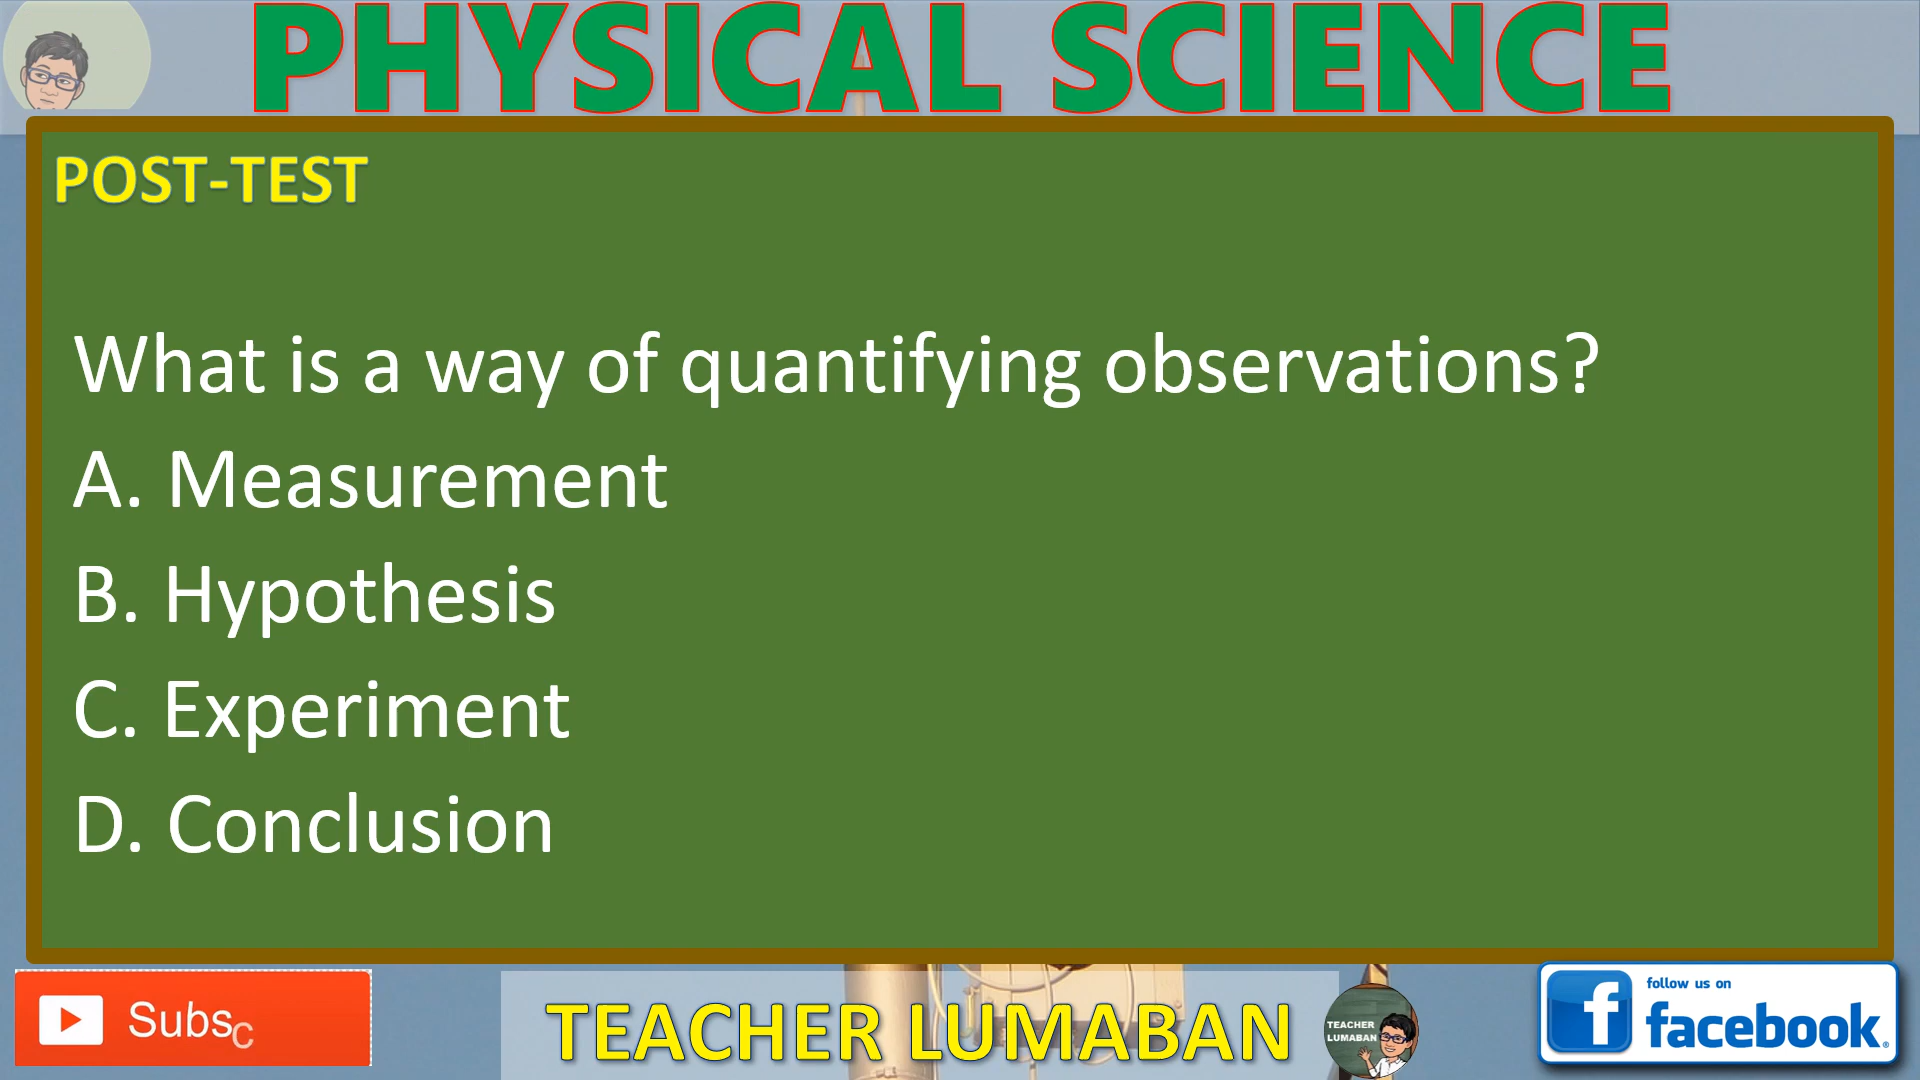 PHYSICAL SCIENCE
POST-TEST
What is a way of quantifying observations?
A. Measurement
B. Hypothesis
C. Experiment
D. Conclusion
Subsc
TEACHER LUMABAN
TEACHER
LUMABAN
follow us on
facebook